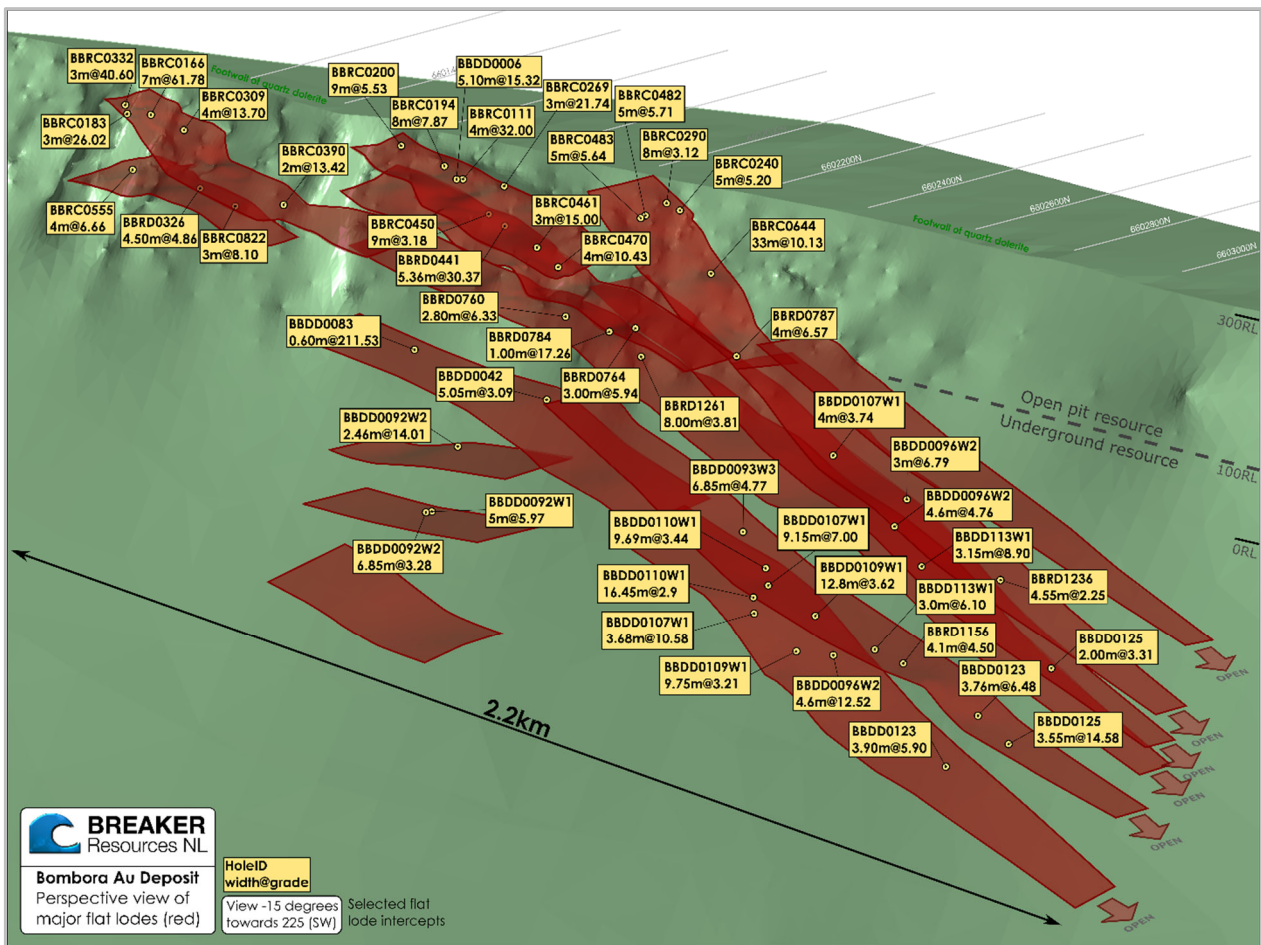 BBRC0332
3m@40.60
BBRC0166
7m@61.78
BBRC0309
4m@13.70
BBRC0183
3m@26.02
BBRC0390
2m@13.42
BBRC0555
4m@6.66
BBRD0326
4.50m@4.86
BBRC0822
3m@8.10
Footwall of quartz dolerite
BBRC0200
9m@5.53
BBDD0006
5.10m@15.32
BBRC0194
8m@7.87
BBRC0111
4m@32.00
BBRC0269
3m@21.74
BBRC0482
5m@5.71
BBRC0483
5m@5.64
BBRC0290
8m@3.12
BBRC0240
5m@5.20
6602200N
6602400N
6602600N
6602800N
6603000N
Footwall of quartz dolerite
BBRC0450
9m@3.18
BBRC0461
3m@15.00
BBRD0441
5.36m@30.37
BBRC0470
4m@10.43
BBRC0644
33m@10.13
BBRD0760
2.80m@6.33
BBRD0784
1.00m@17.26
BBRD0787
4m@6.57
300RL
BBDD0083
0.60m@211.53
BBDD0042
5.05m@3.09
BBRD0764
3.00m@5.94
BBRD1261
8.00m@3.81
BBDD0107W1
4m@3.74
Open pit resource
Underground resource
100RL
BBDD0092W2
2.46m@14.01
BBDD0096W2
3m@6.79
BBDD0093W3
6.85m@4.77
BBDD0096W2
4.6m@4.76
BBDD0092W1
5m@5.97
BBDD0110W1
9.69m@3.44
BBDD0107W1
9.15m@7.00
BBDD113W1
3.15m@8.90
0RL
BBDD0092W2
6.85m@3.28
BBDD0110W1
16.45m@2.9
BBDD0109W1
12.8m@3.62
BBDD113W1
3.0m@6.10
BBRD1236
4.55m@2.25
BBDD0107W1
3.68m@10.58
BBRD1156
4.1m@4.50
BBDD0125
2.00m@3.31
BBDD0109W1
9.75m@3.21
BBDD0096W2
4.6m@12.52
BBDD0123
3.76m@6.48
BBDD0123
3.90m@5.90
BBDD0125
3.55m@14.58
OPEN
OPEN
OPEN
OPEN
OPEN
OPEN
2.2km
BREAKER
Resources NL
Bombora Au Deposit
Perspective view of
major flat lodes (red)
HoleID
width@grade
View -15 degrees
towards 225 (SW)
Selected flat
lode intercepts